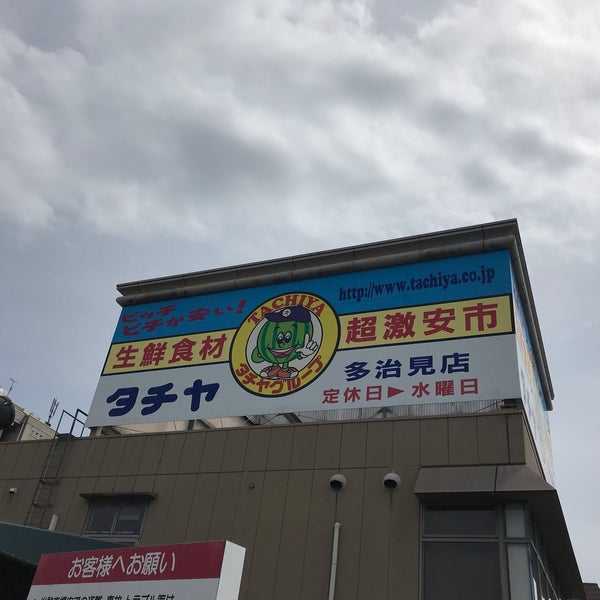 ピッチ
ピチが安い!
http://www.tachiya.co.jp
TACHIYA
タチヤグループ
生鮮食材
超激安市
タチヤ
多治見店
定休日▶水曜日
お客様へお願い